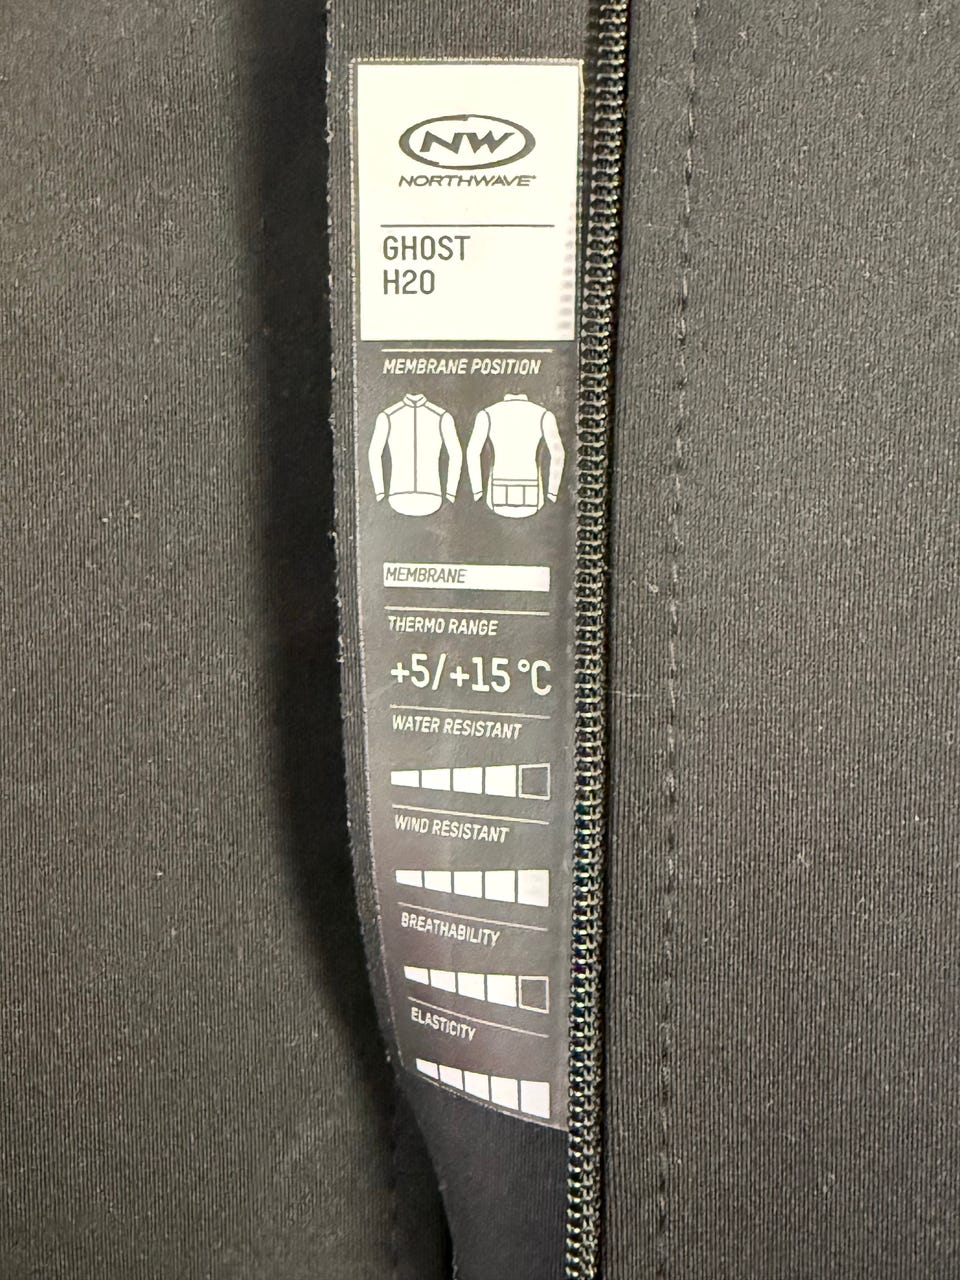 NW
NORTHWAVE®
GHOST
H2O
MEMBRANE POSITION
MEMBRANE
THERMO RANGE
+5/+15 °C
WATER RESISTANT
WIND RESISTANT
BREATHABILITY
ELASTICITY